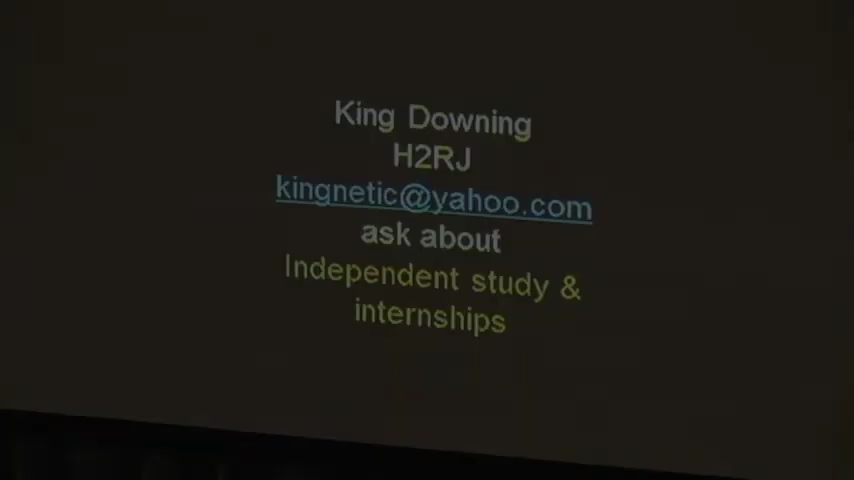 King Downing
H2RJ
kingnetic@yahoo.com
ask about
Independent study &
internships